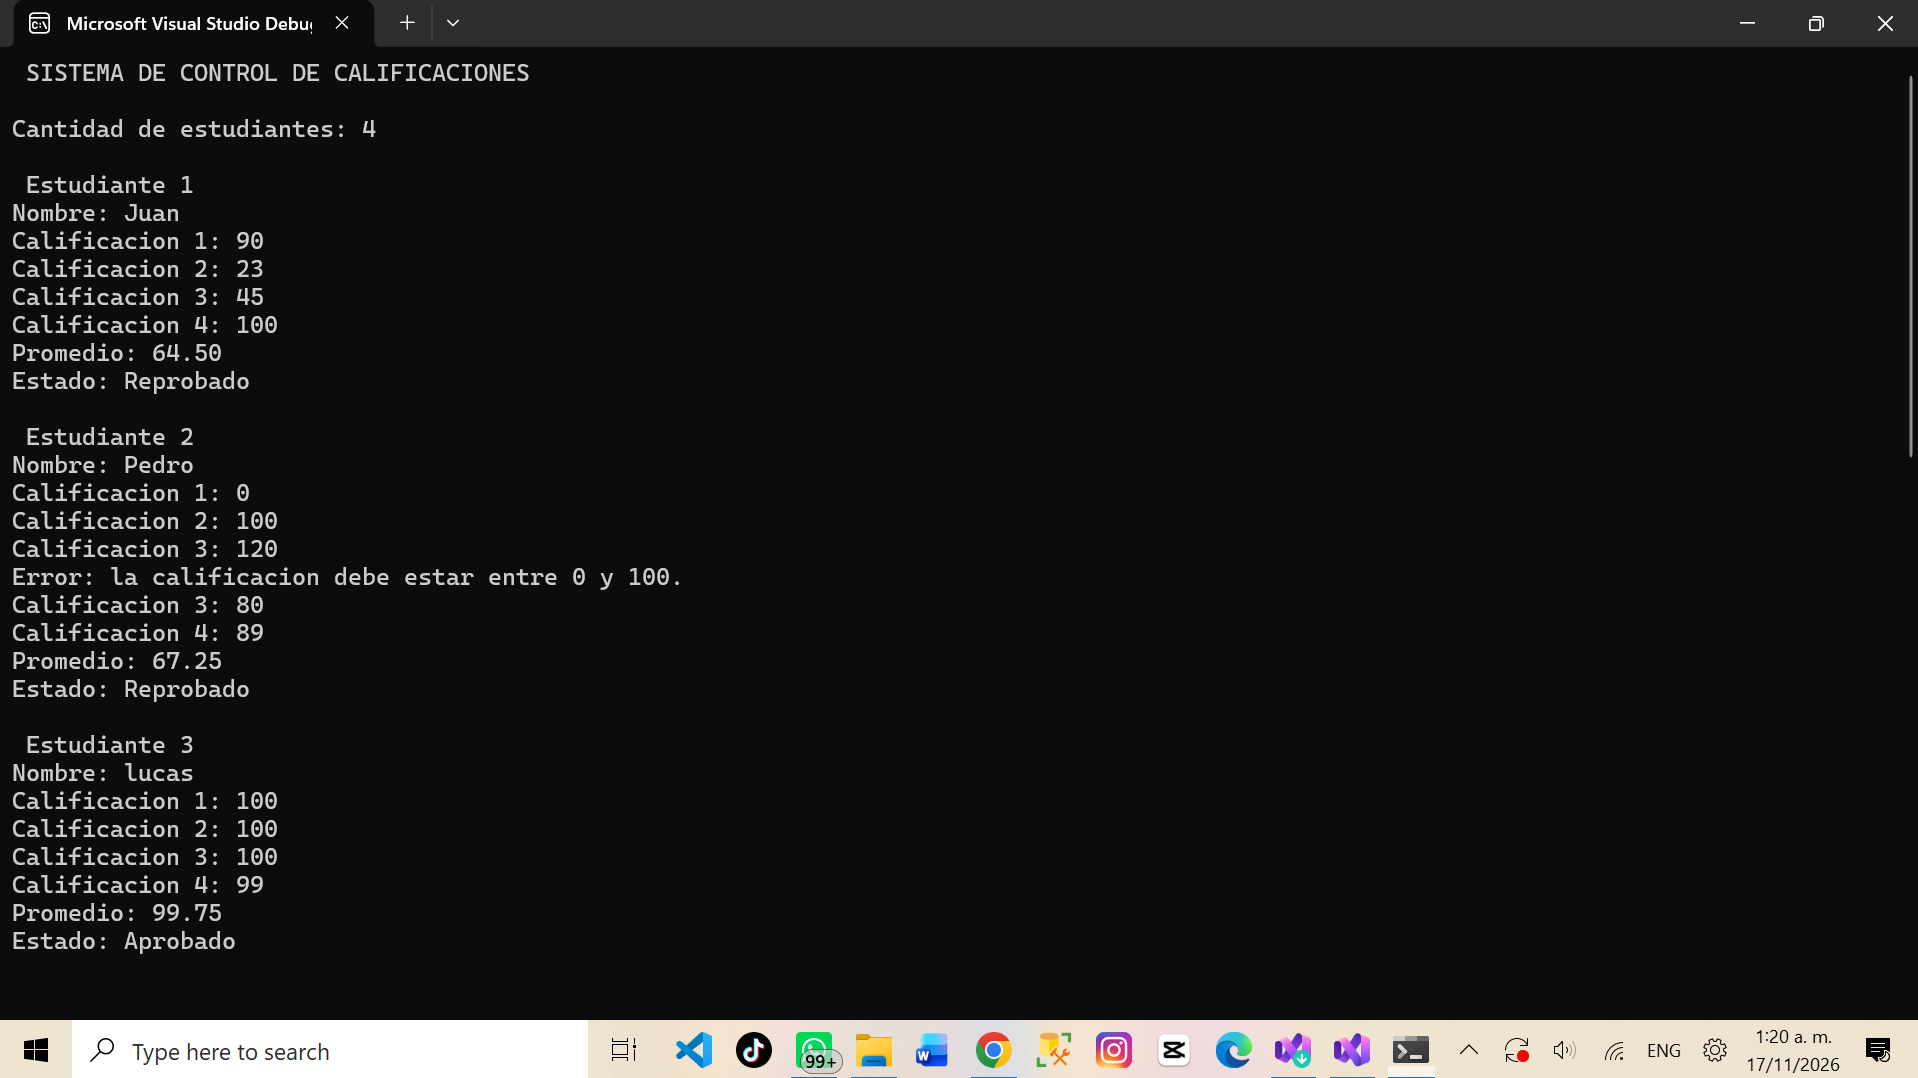 Microsoft Visual Studio Debu
SISTEMA DE CONTROL DE CALIFICACIONES
Cantidad de estudiantes: 4
Estudiante 1
Nombre: Juan
Calificacion 1: 90
Calificacion 2: 23
Calificacion 3: 45
Calificacion 4: 100
Promedio: 64.50
Estado: Reprobado
Estudiante 2
Nombre: Pedro
Calificacion 1: 0
Calificacion 2: 100
Calificacion 3: 120
Error: la calificacion debe estar entre 0 y 100.
Calificacion 3: 80
Calificacion 4: 89
Promedio: 67.25
Estado: Reprobado
Estudiante 3
Nombre: lucas
Calificacion 1: 100
Calificacion 2: 100
Calificacion 3: 100
Calificacion 4: 99
Promedio: 99.75
Estado: Aprobado
Type here to search
99+
ENG
1:20 a. m.
17/11/2026